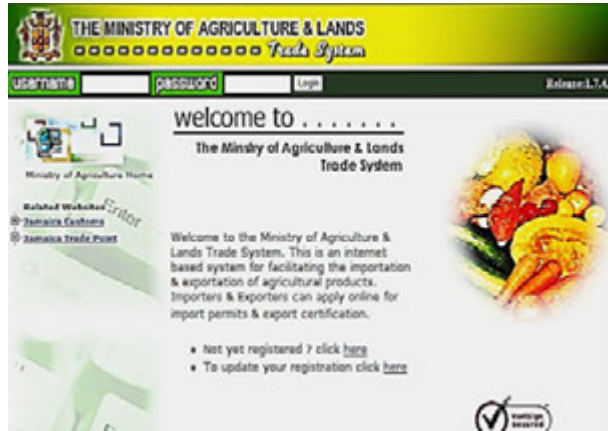 THE MINISTRY OF AGRICULTURE & LANDS
Trade System
username password Login Release:1.7.4
welcome to . . . . . . .
The Minsitry of Agriculture & Lands
Trade System
Ministry of Agriculture Home
Related Websites
Jamaica Customs
Jamaica Trade Point
Enter
Welcome to the Ministry of Agriculture &
Lands Trade System. This is an internet
based system for facilitating the importation
& exportation of agricultural products.
Importers & Exporters can apply online for
import permits & export certification.
Not yet registered ? click here
To update your registration click here